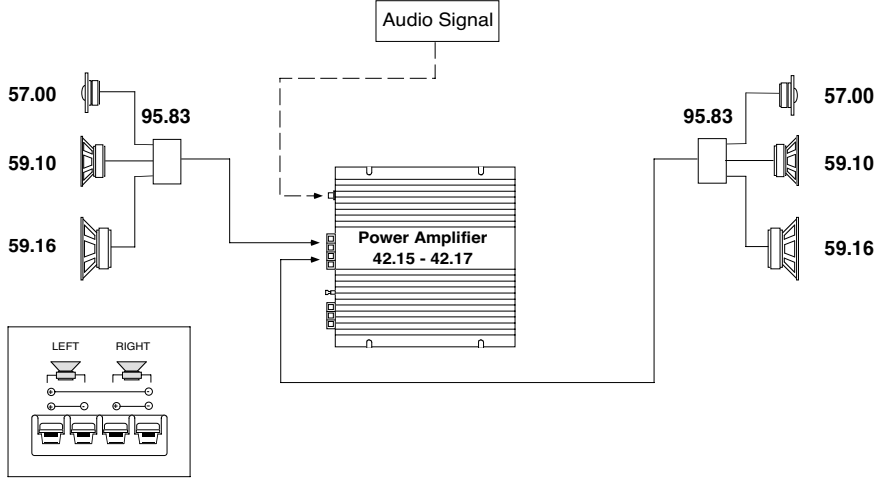 Audio Signal
57.00
95.83
59.10
59.16
95.83
57.00
59.10
59.16
Power Amplifier
42.15 - 42.17
LEFT RIGHT
+ -
+ - + -